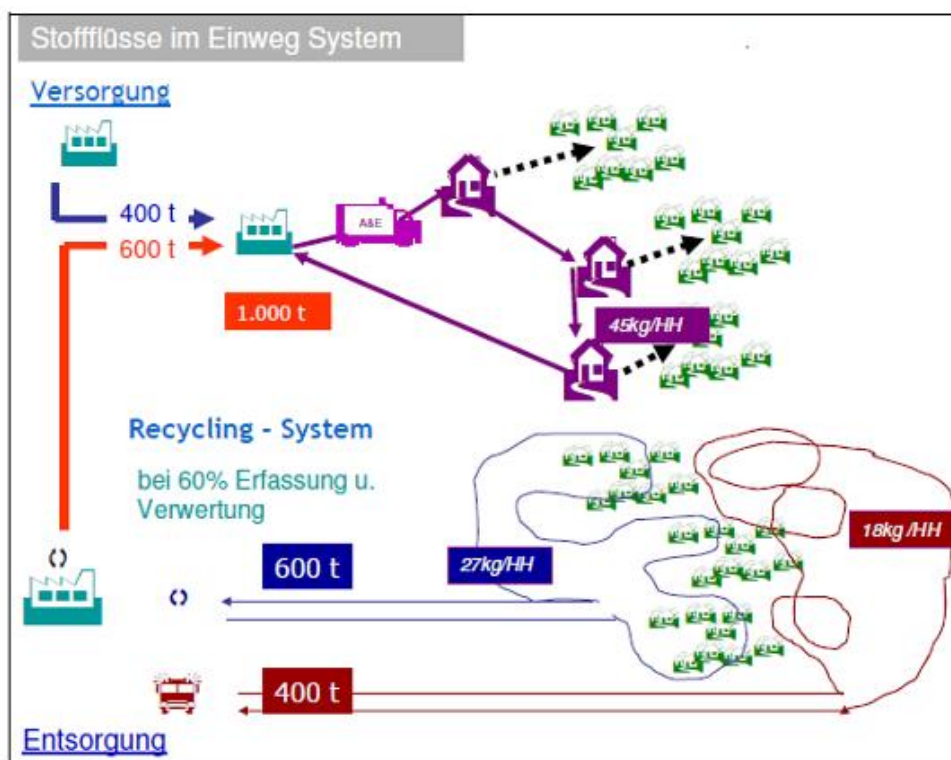 Stoffflüsse im Einweg System
Versorgung
400 t
600 t
A&E
1.000 t
45kg/HH
Recycling - System
bei 60% Erfassung u.
Verwertung
600 t
27kg/HH
18kg /HH
400 t
Entsorgung